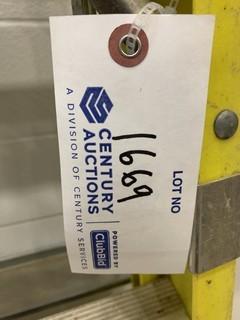 LOT NO
1669
CENTURY
AUCTIONS
A DIVISION OF CENTURY SERVICES
POWERED BY
ClubBid